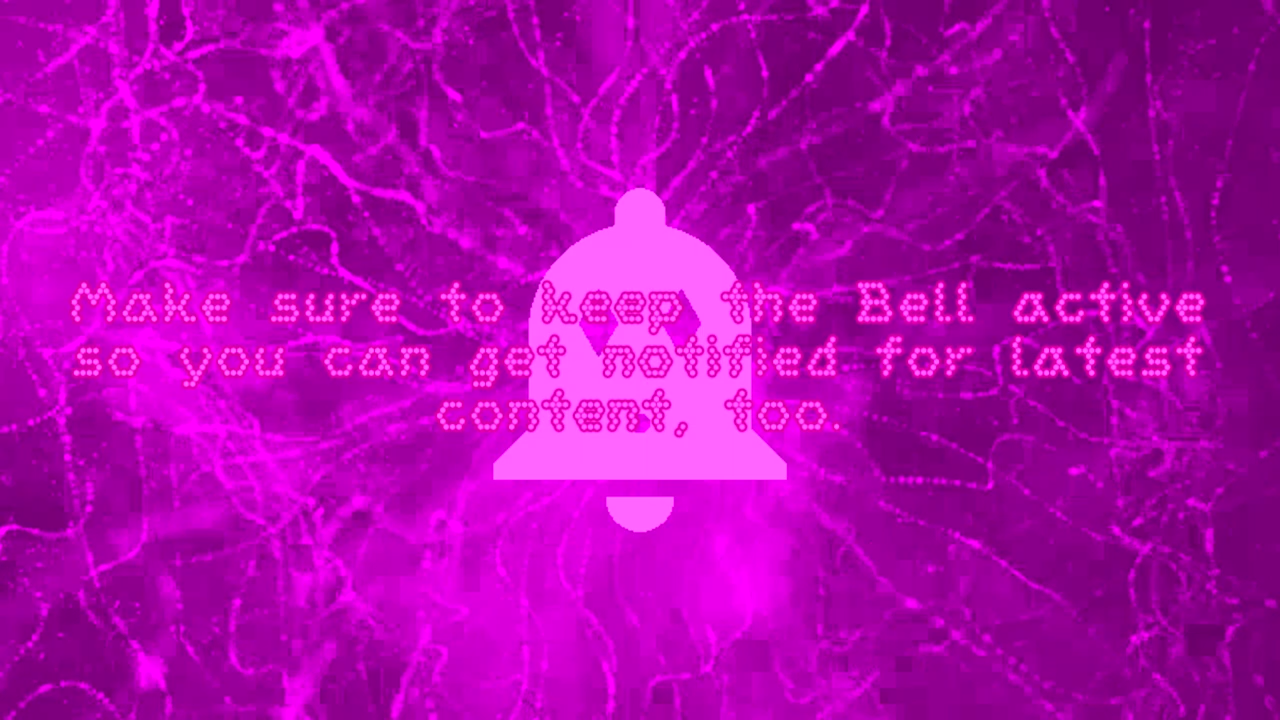 Make sure to keep the Bell active
so you can get notified for latest
content, too.